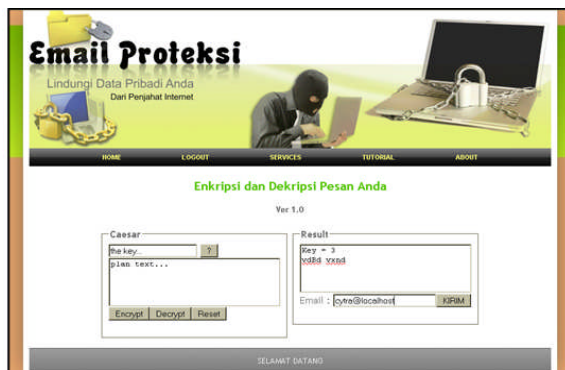 Email Proteksi
Lindungi Data Pribadi Anda
Dari Penjahat Internet
HOME LOGOUT SERVICES TUTORIAL ABOUT
Enkripsi dan Dekripsi Pesan Anda
Ver 1.0
Caesar
the key...
?
plan text...
Encrypt Decrypt Reset
Result
Key = 3
Email : cytra@localhost KIRIM
SELAMAT DATANG